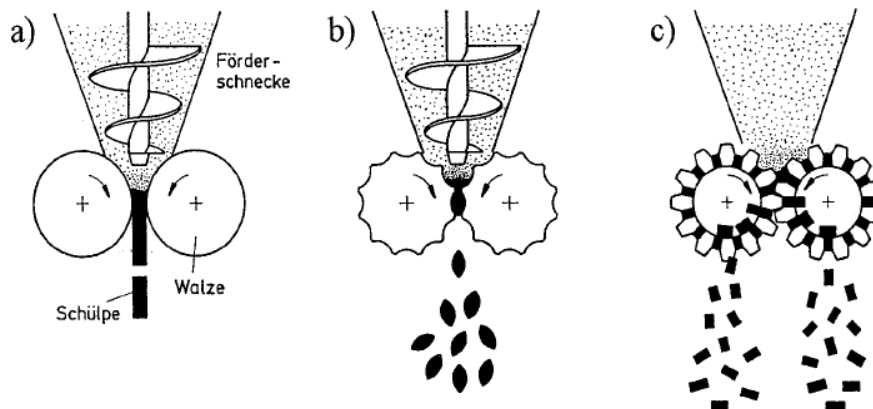 a)
b)
c)
Förder-
schnecke
Walze
Schülpe